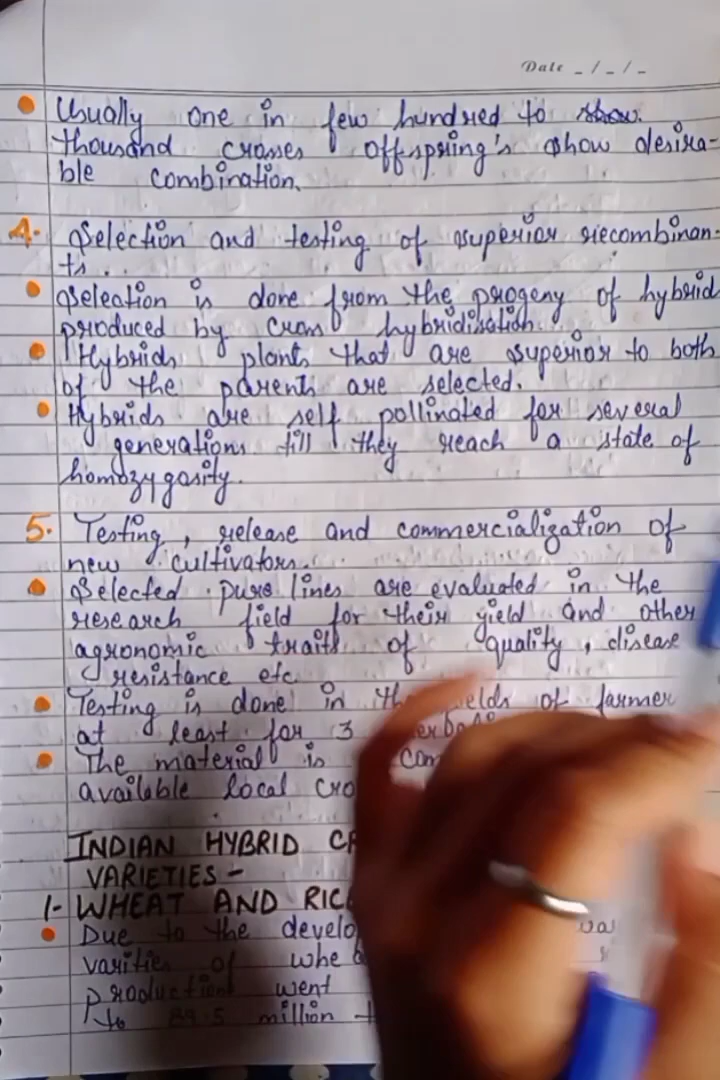 Date _/_/_
• Usually one in few hundred to
thousand crosses offspring's show desira-
ble combination.
4. Selection and testing of superior recombinan-
ts.
• Selection is done from the progeny of hybrid
produced by cross hybridisation.
• Hybrids plants that are superior to both
of the parents are selected.
• Hybrids are self pollinated for several
generations till they reach a state of
homozygosity.
5. Testing, release and commercialization of
new cultivators.
• Selected pure lines are evaluated in the
research field for their yield and other
agronomic traits of quality, disease
resistance etc.
• Testing is done in of farmer
at least for 3
• The material is
available local
INDIAN HYBRID
VARIETIES -
1- WHEAT AND
• Due to the
varities of
Production went
to million